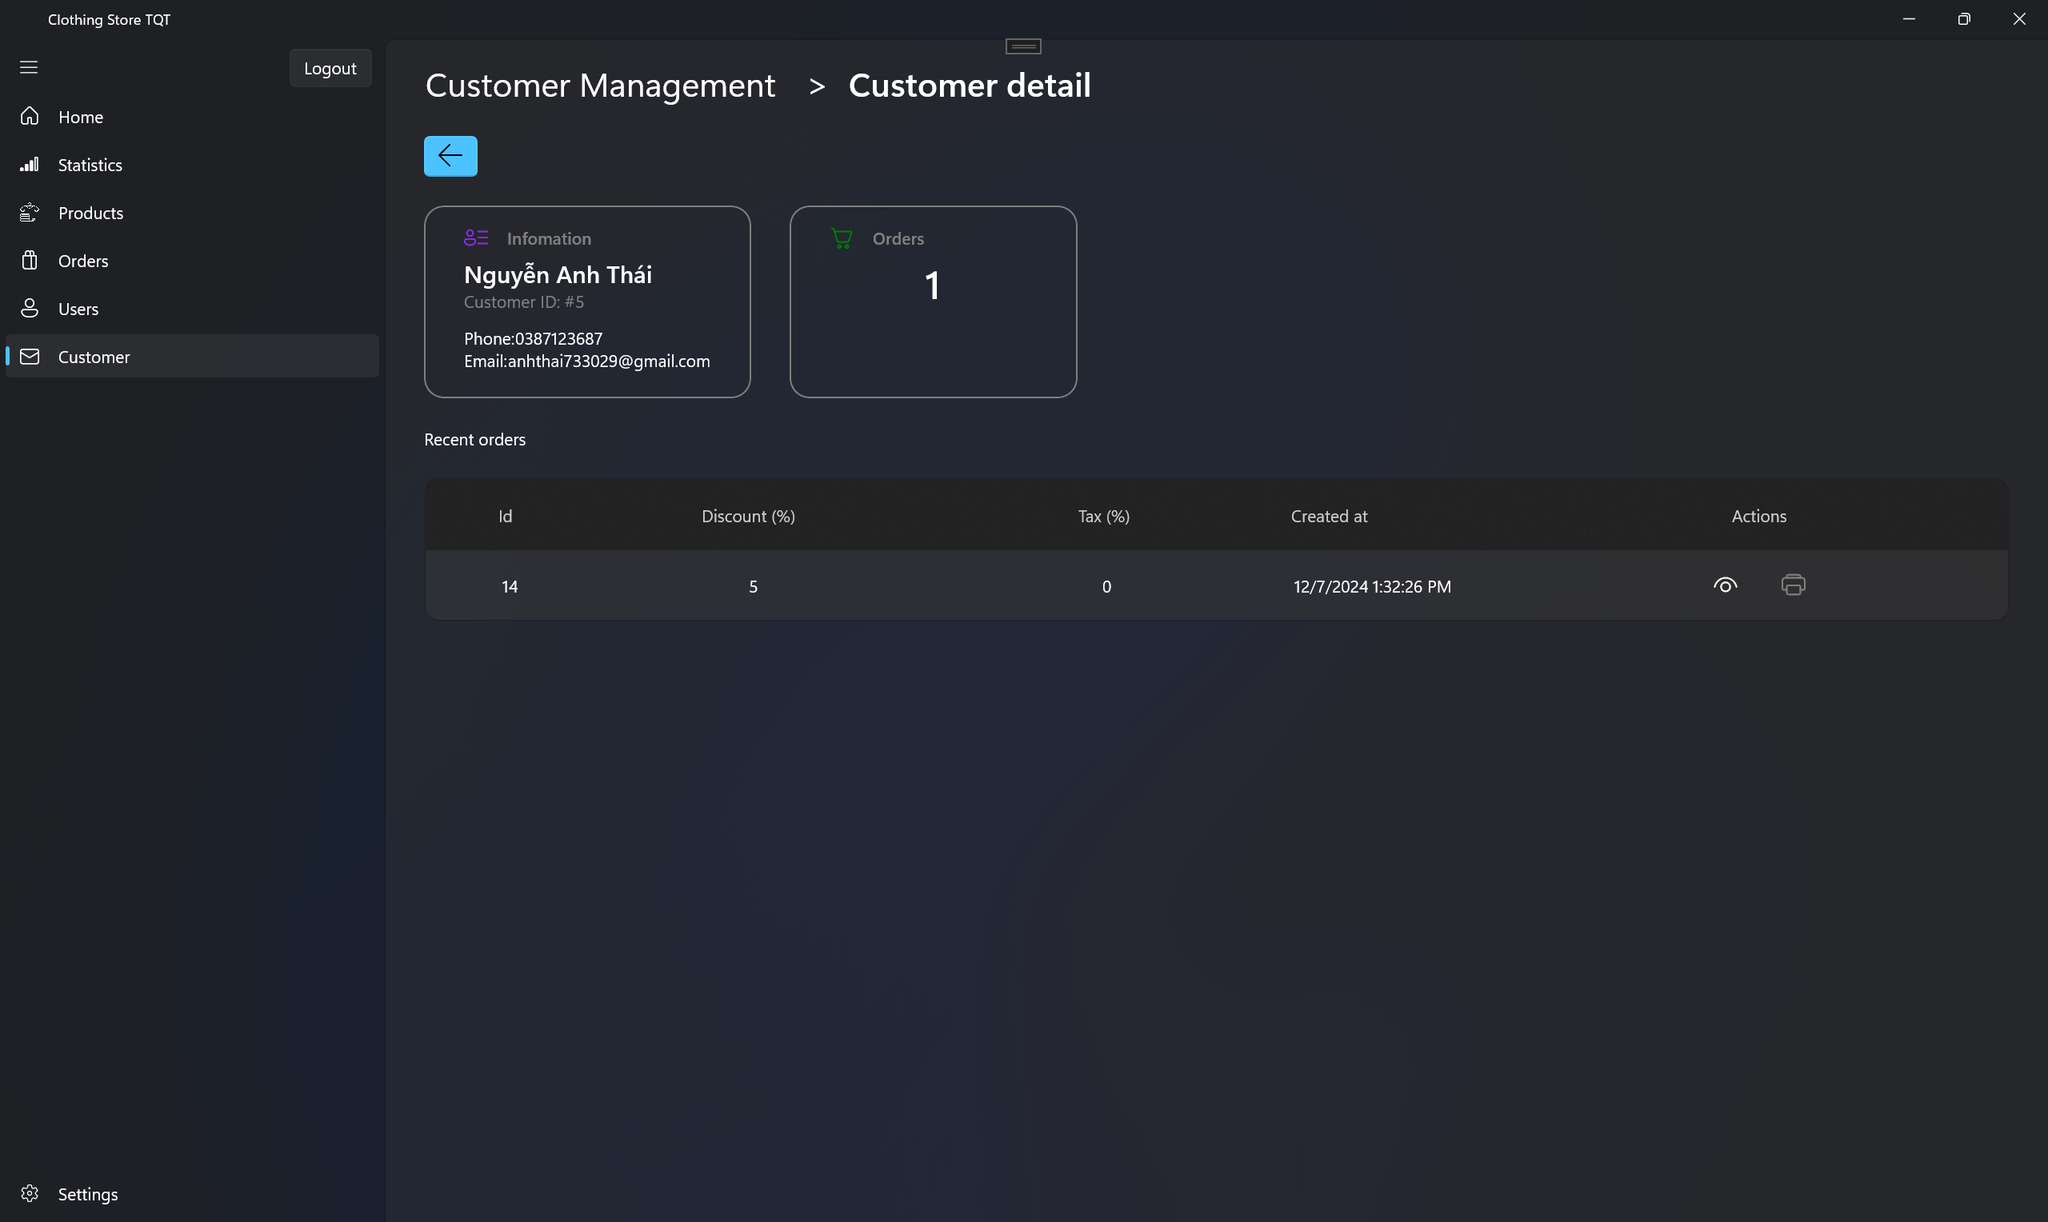 Clothing Store TQT
Logout
Home
Statistics
Products
Orders
Users
Customer
Settings
Customer Management > Customer detail
Infomation
Nguyễn Anh Thái
Customer ID: #5
Phone:0387123687
Email:anhthai733029@gmail.com
Orders
1
Recent orders
Id Discount (%) Tax (%) Created at Actions
14 5 0 12/7/2024 1:32:26 PM